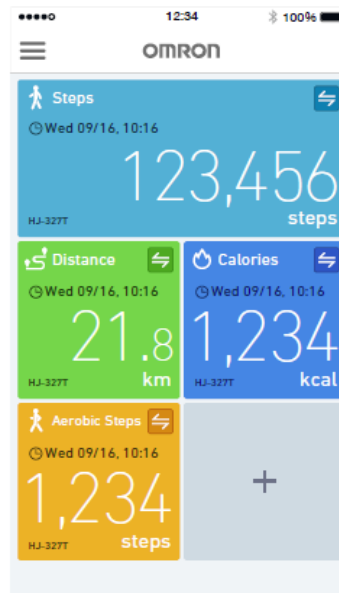 12:34 100%
OMRON
Steps
Wed 09/16, 10:16
123,456
HJ-327T steps
Distance
Wed 09/16, 10:16
21.8
HJ-327T km
Calories
Wed 09/16, 10:16
1,234
HJ-327T kcal
Aerobic Steps
Wed 09/16, 10:16
1,234
HJ-327T steps
+